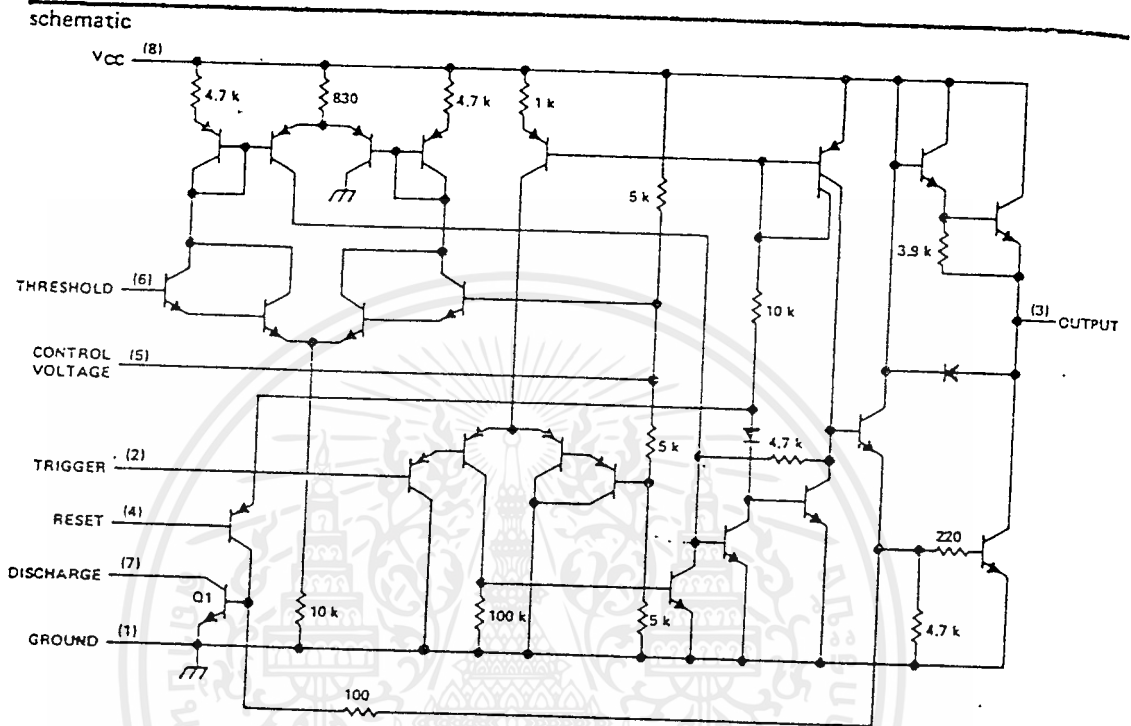 schematic
VCC (8)
4.7 k
830
4.7 k
1 k
5 k
3.9 k
THRESHOLD (6)
10 k
(3) OUTPUT
CONTROL
VOLTAGE (5)
5 k
4.7 k
TRIGGER (2)
RESET (4)
220
DISCHARGE (7)
Q1
10 k
100 k
5 k
4.7 k
GROUND (1)
100